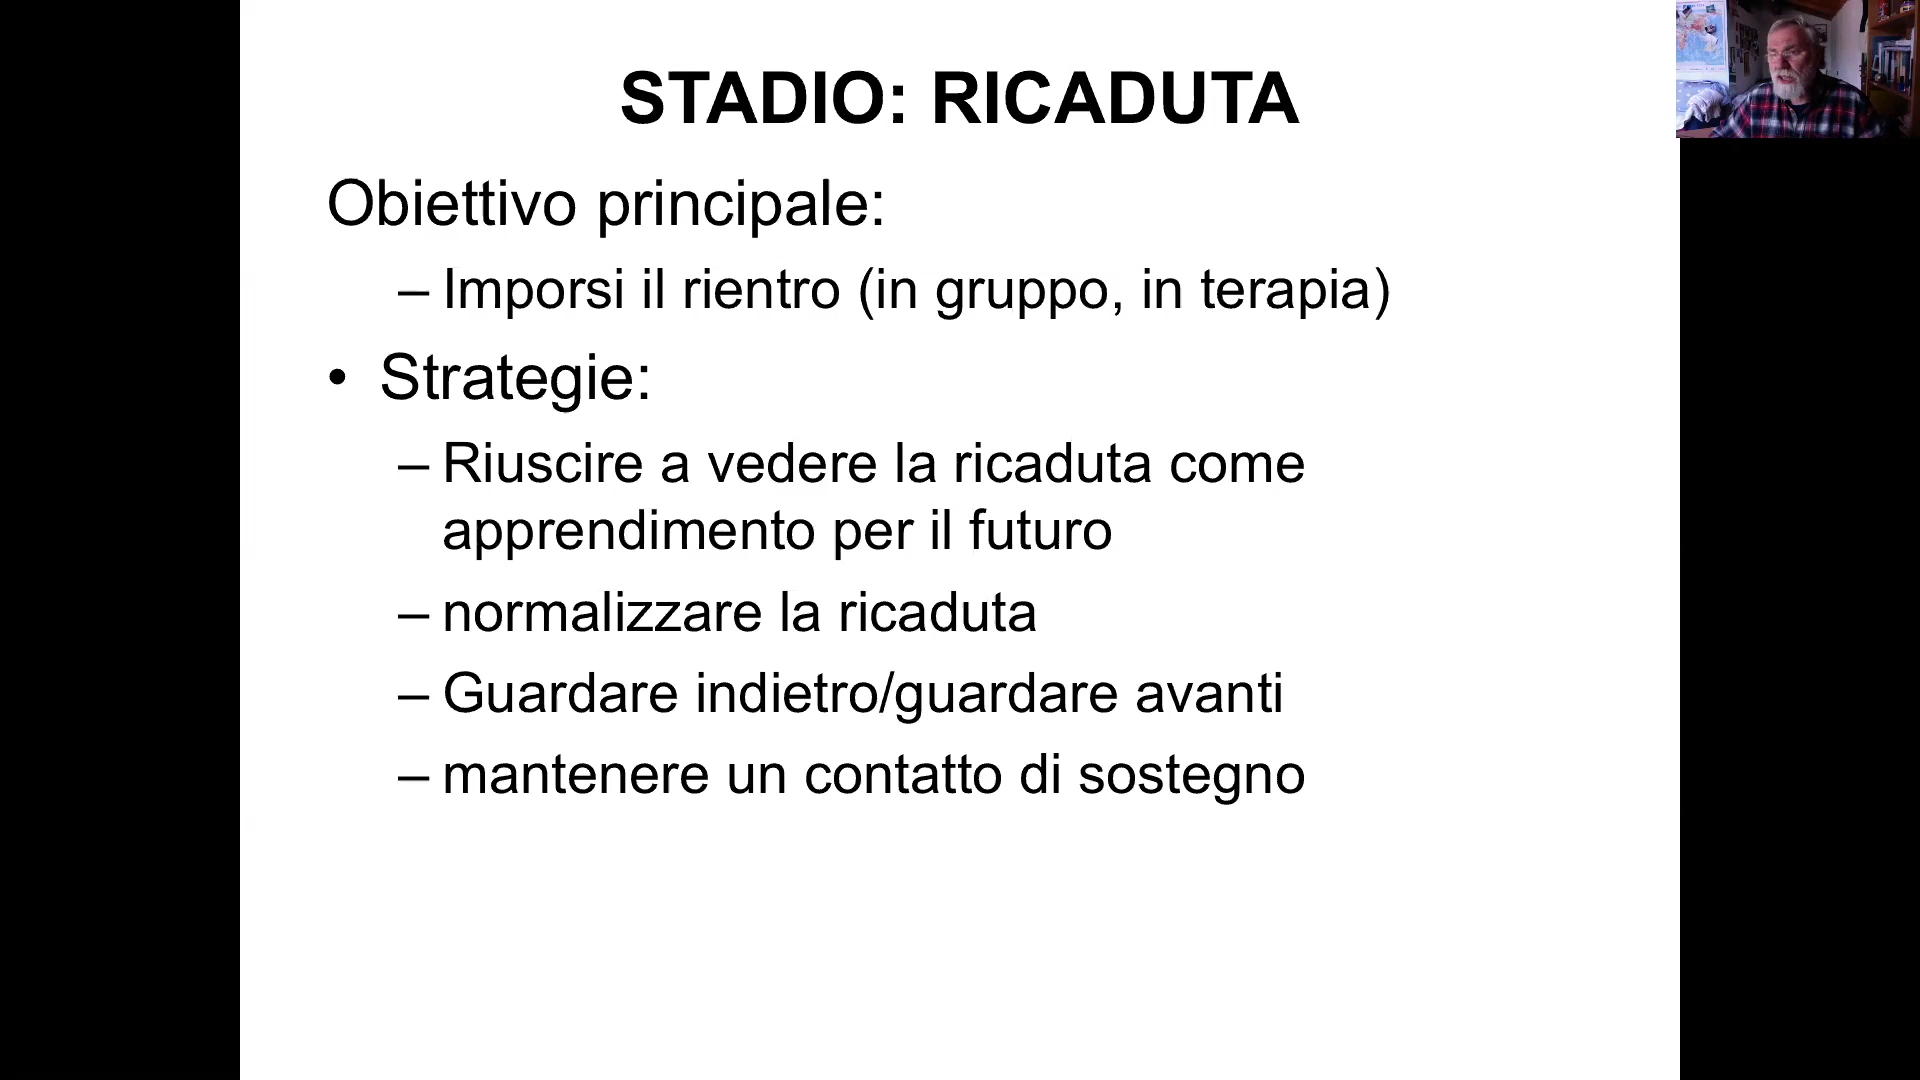 STADIO: RICADUTA
Obiettivo principale:
– Imporsi il rientro (in gruppo, in terapia)
• Strategie:
– Riuscire a vedere la ricaduta come
apprendimento per il futuro
– normalizzare la ricaduta
– Guardare indietro/guardare avanti
– mantenere un contatto di sostegno